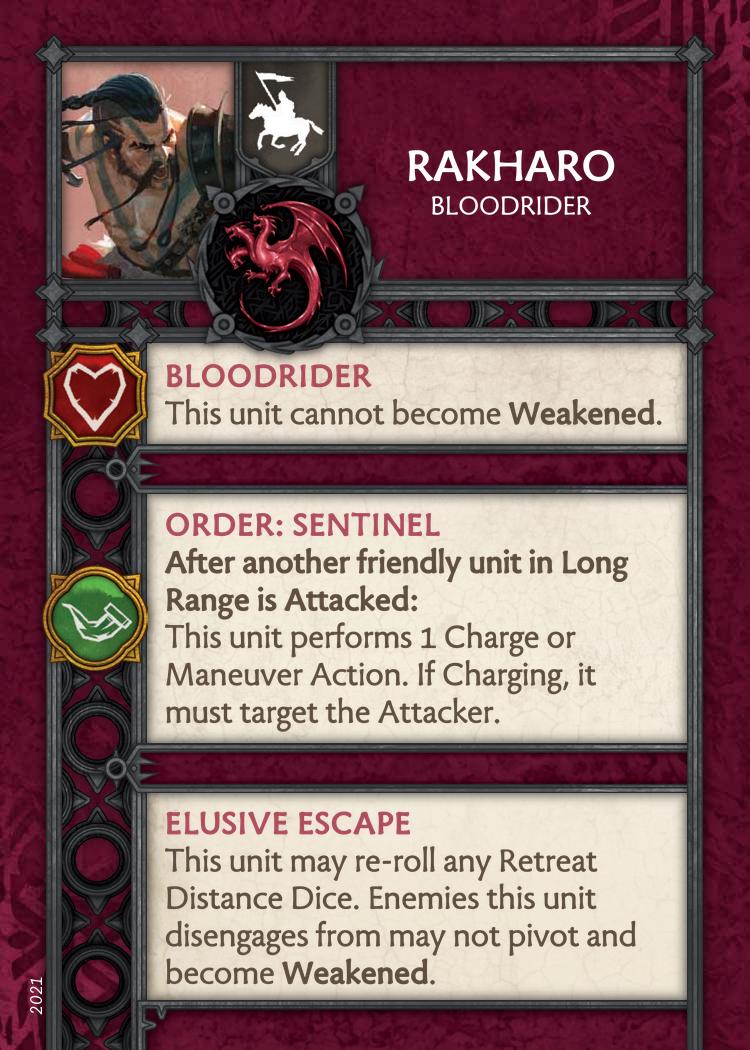 RAKHARO
BLOODRIDER
BLOODRIDER
This unit cannot become Weakened.
ORDER: SENTINEL
After another friendly unit in Long
Range is Attacked:
This unit performs 1 Charge or
Maneuver Action. If Charging, it
must target the Attacker.
ELUSIVE ESCAPE
This unit may re-roll any Retreat
Distance Dice. Enemies this unit
disengages from may not pivot and
become Weakened.
2021